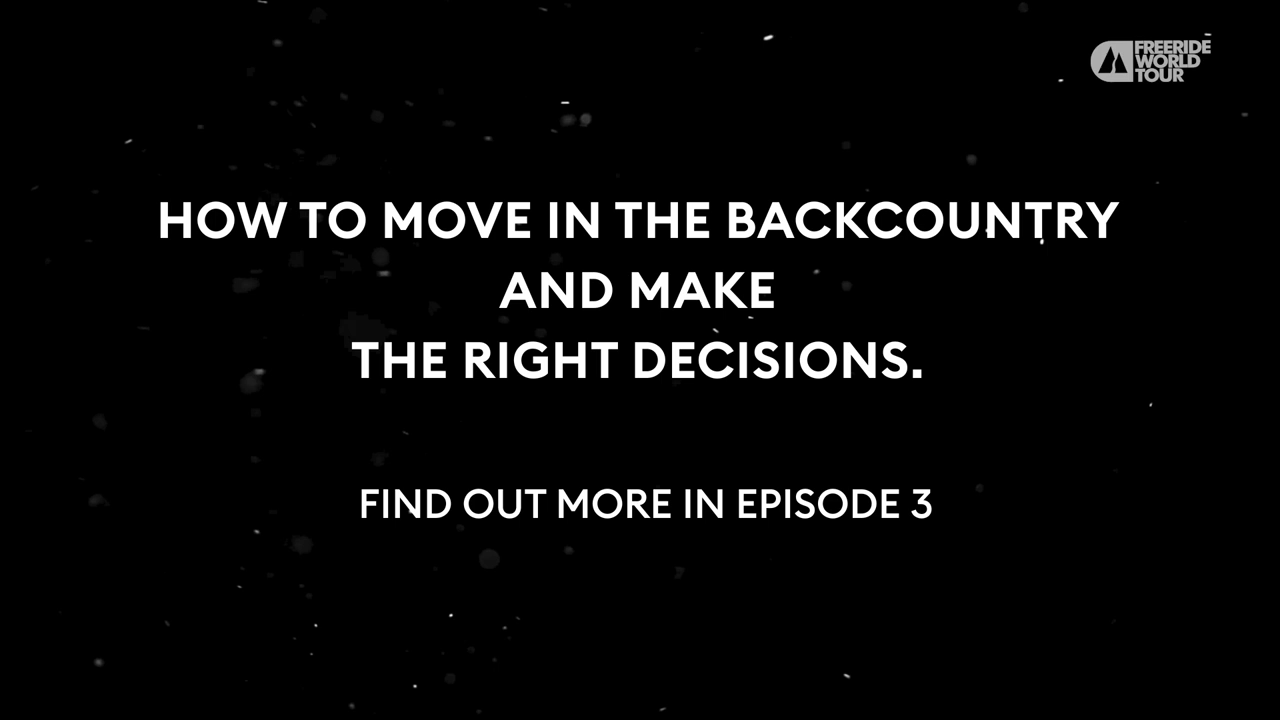 FREERIDE
WORLD
TOUR
HOW TO MOVE IN THE BACKCOUNTRY
AND MAKE
THE RIGHT DECISIONS.
FIND OUT MORE IN EPISODE 3